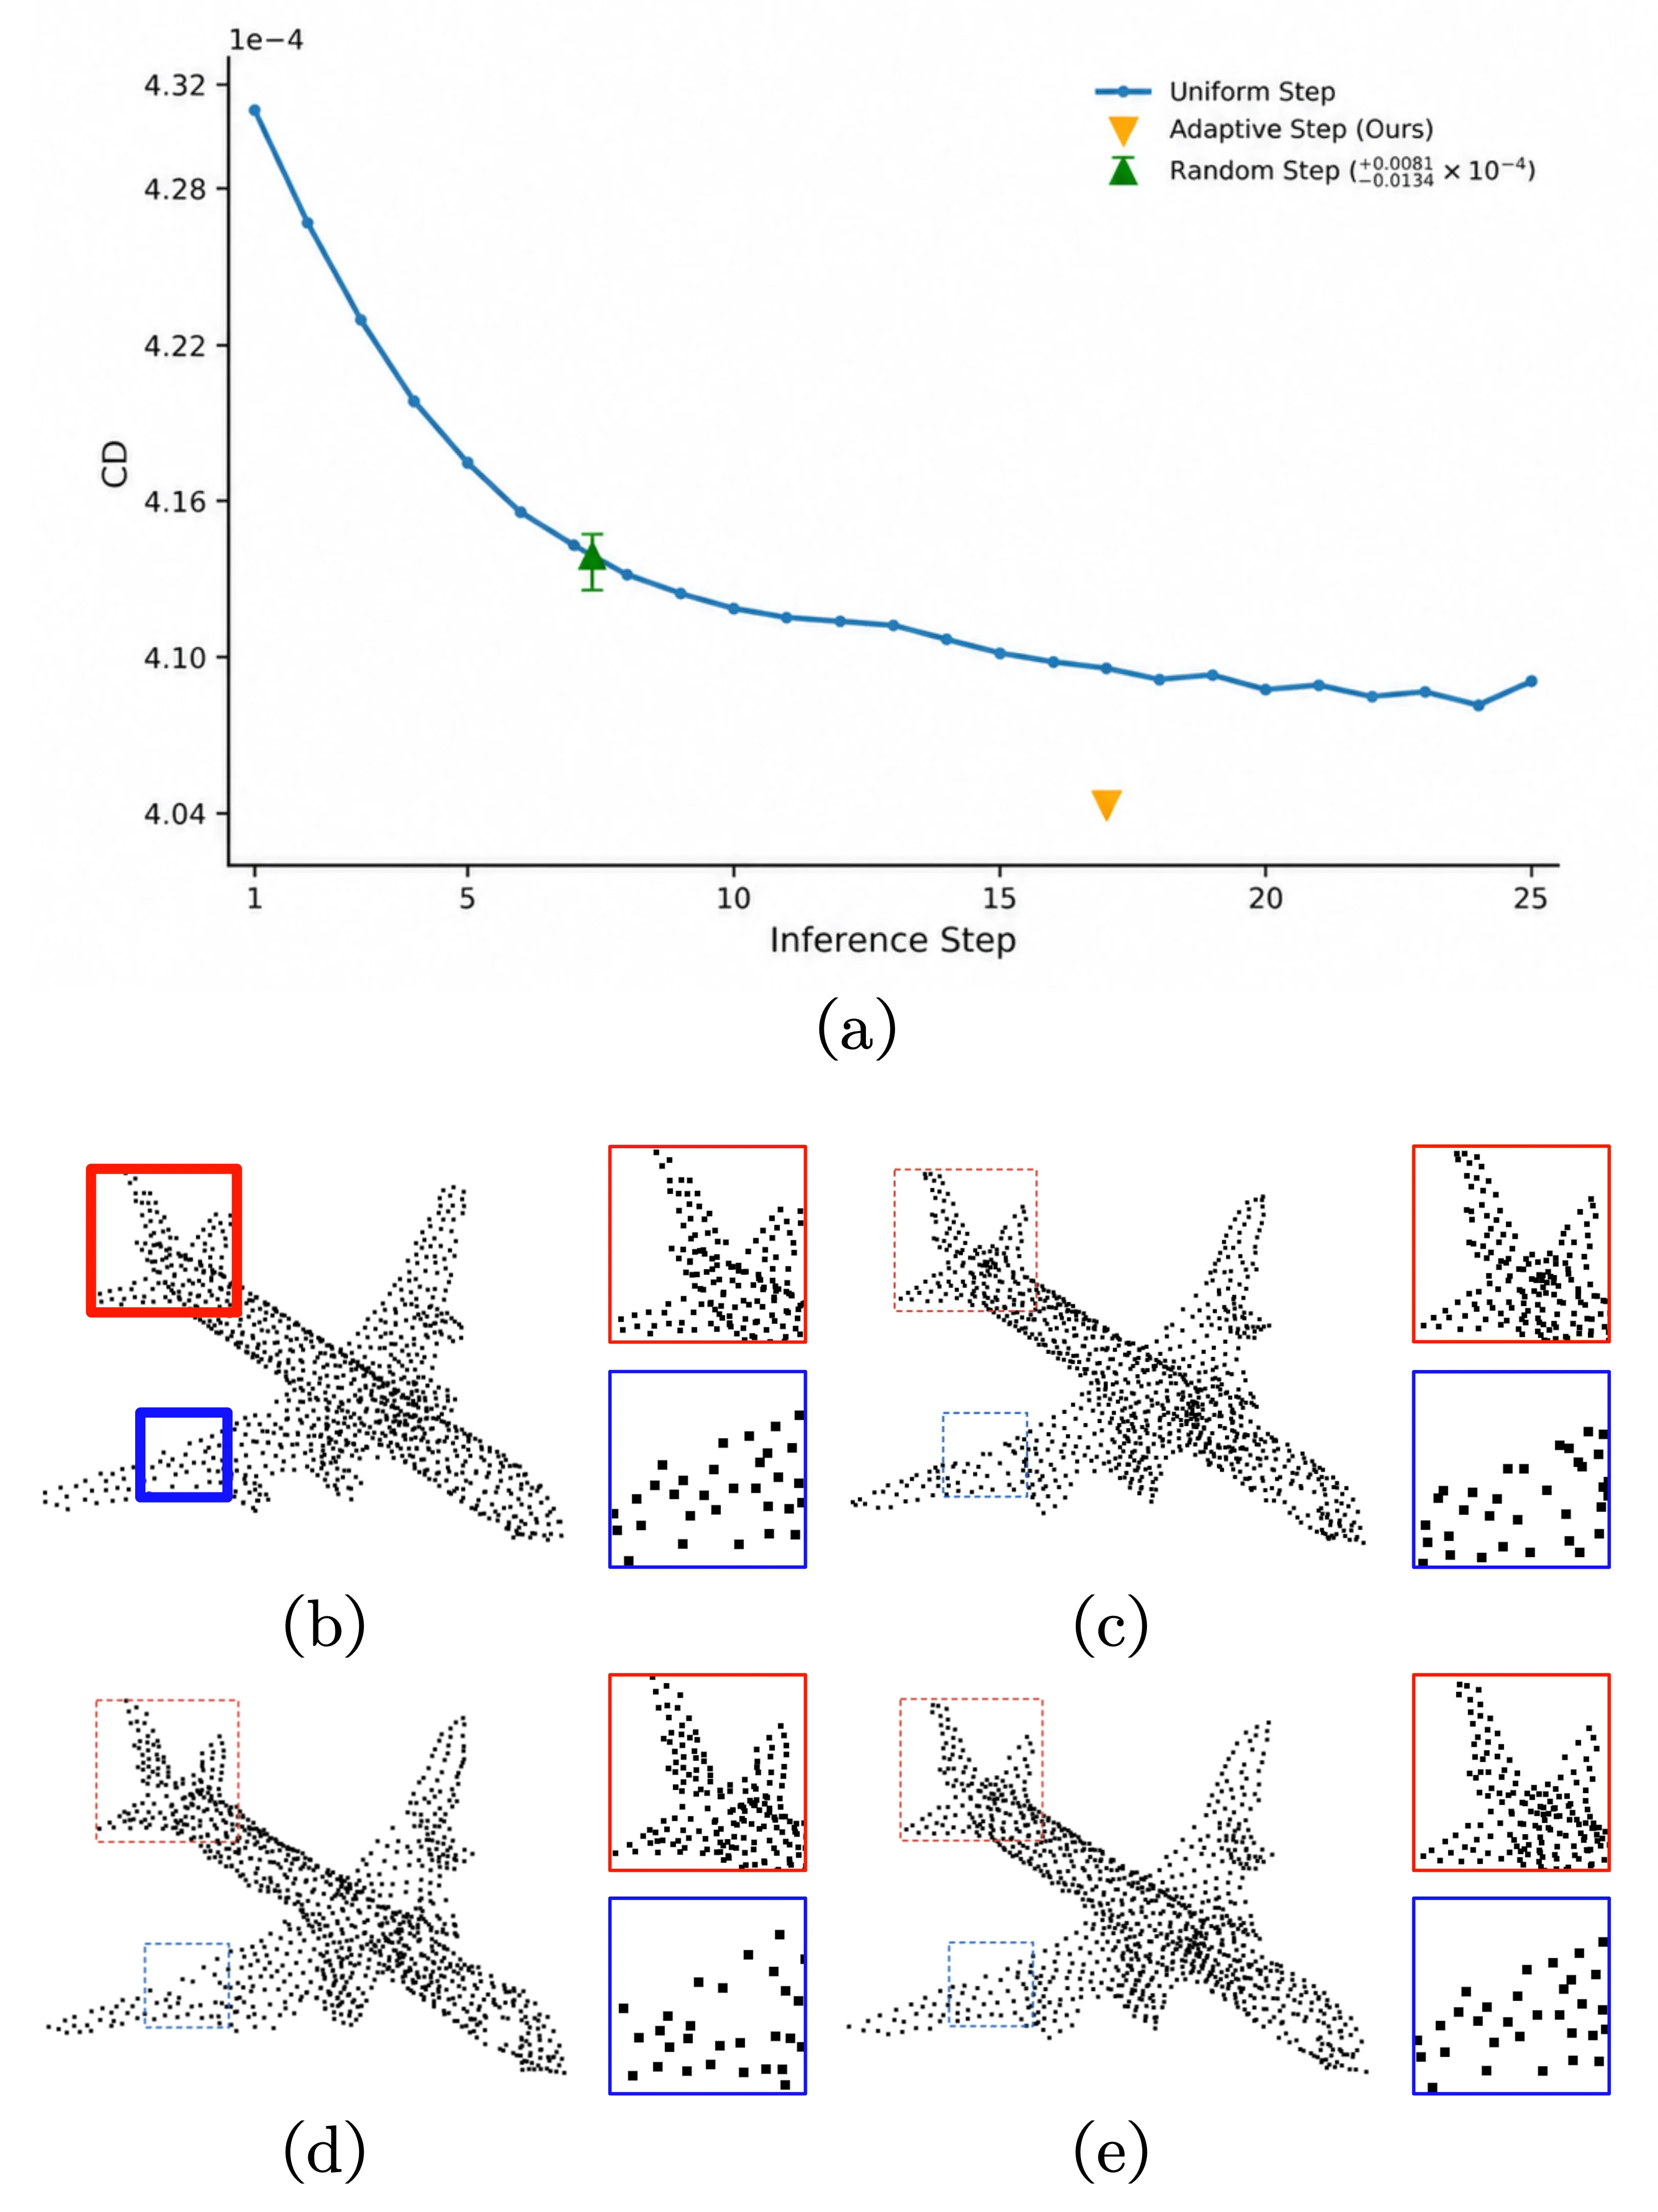 1e−4
4.32
4.28
4.22
4.16
4.10
4.04
CD
Uniform Step
Adaptive Step (Ours)
Random Step (+0.0081 −0.0134 × 10−4)
1 5 10 15 20 25
Inference Step
(a)
(b) (c)
(d) (e)